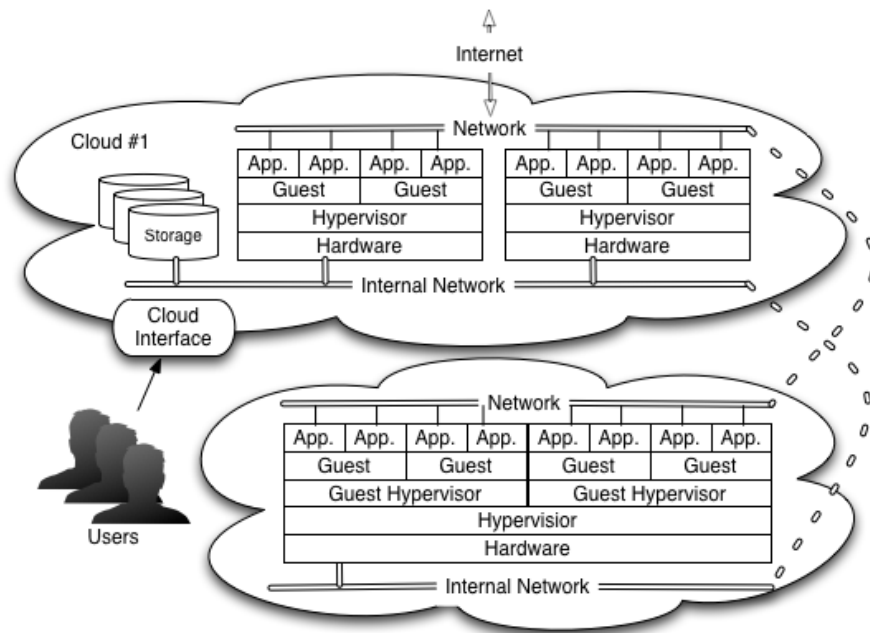 Internet
Cloud #1
Network
App. App. App. App. App. App. App. App.
Guest Guest Guest Guest
Hypervisor Hypervisor
Hardware Hardware
Storage
Internal Network
Cloud
Interface
Users
Network
App. App. App. App. App. App. App. App.
Guest Guest Guest Guest
Guest Hypervisor Guest Hypervisor
Hypervisior
Hardware
Internal Network